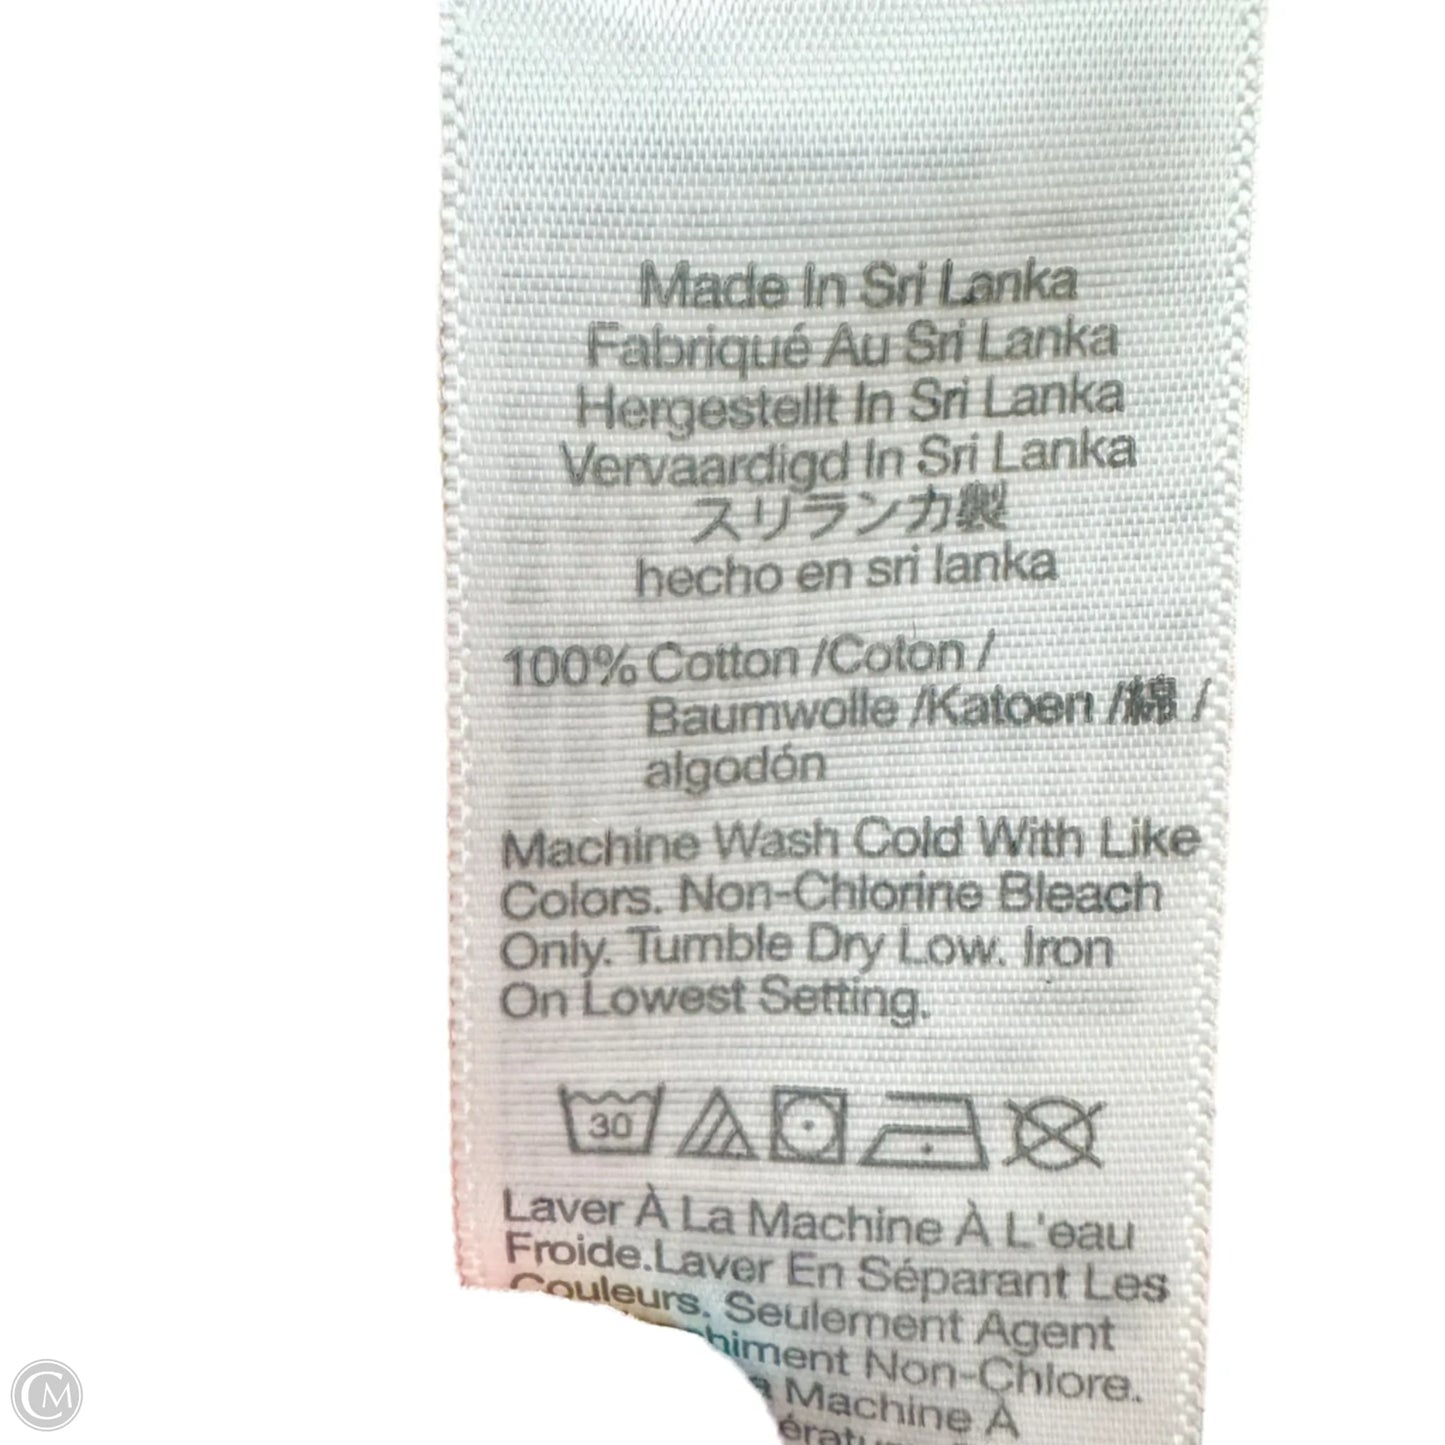 Made In Sri Lanka
Fabriqué Au Sri Lanka
Hergestellt In Sri Lanka
Vervaardigd In Sri Lanka
スリランカ製
hecho en sri lanka
100% Cotton /Coton /
Baumwolle /Katoen /綿 /
algodón
Machine Wash Cold With Like
Colors. Non-Chlorine Bleach
Only. Tumble Dry Low. Iron
On Lowest Setting.
30
Laver À La Machine À L'eau
Froide.Laver En Séparant Les
Couleurs. Seulement Agent
Non-Chlore.
Machine À
CM